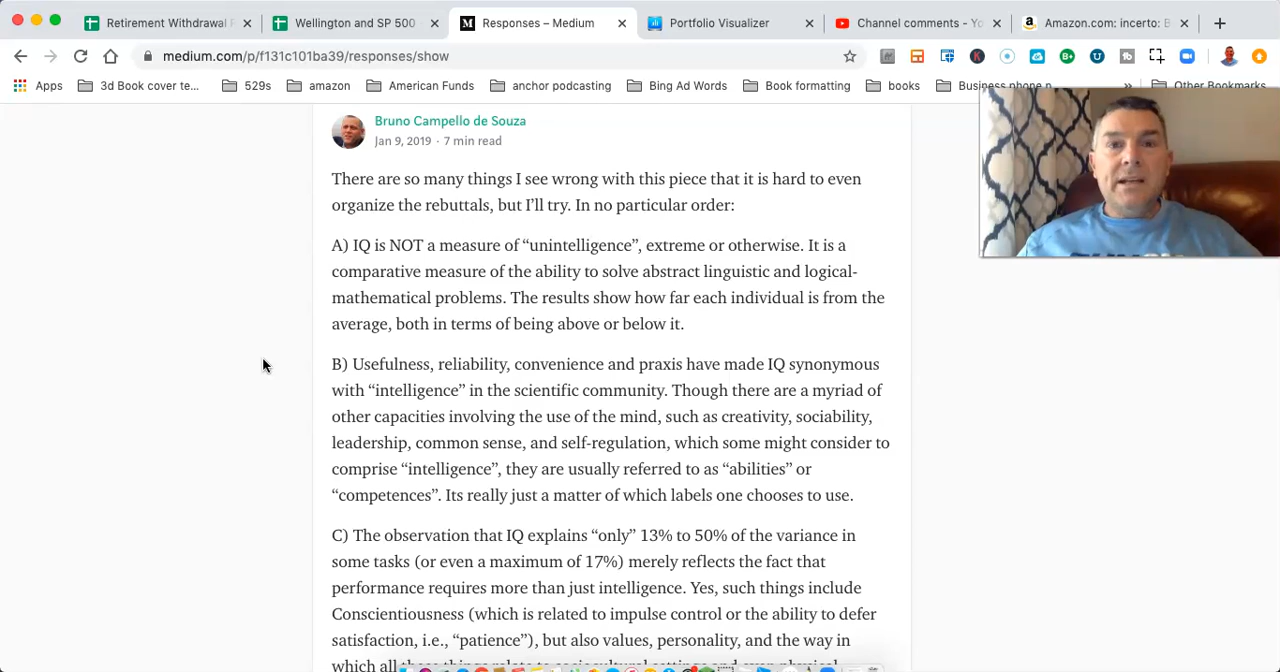 Retirement Withdrawal
Wellington and SP 500
Responses – Medium
Portfolio Visualizer
Channel comments - Yo
Amazon.com: incerto: B
medium.com/p/f131c101ba39/responses/show
Apps
3d Book cover te...
529s
amazon
American Funds
anchor podcasting
Bing Ad Words
Book formatting
books
Business phone n
»
Other Bookmarks
Bruno Campello de Souza
Jan 9, 2019 · 7 min read
There are so many things I see wrong with this piece that it is hard to even
organize the rebuttals, but I’ll try. In no particular order:
A) IQ is NOT a measure of “unintelligence”, extreme or otherwise. It is a
comparative measure of the ability to solve abstract linguistic and logical-
mathematical problems. The results show how far each individual is from the
average, both in terms of being above or below it.
B) Usefulness, reliability, convenience and praxis have made IQ synonymous
with “intelligence” in the scientific community. Though there are a myriad of
other capacities involving the use of the mind, such as creativity, sociability,
leadership, common sense, and self-regulation, which some might consider to
comprise “intelligence”, they are usually referred to as “abilities” or
“competences”. Its really just a matter of which labels one chooses to use.
C) The observation that IQ explains “only” 13% to 50% of the variance in
some tasks (or even a maximum of 17%) merely reflects the fact that
performance requires more than just intelligence. Yes, such things include
Conscientiousness (which is related to impulse control or the ability to defer
satisfaction, i.e., “patience”), but also values, personality, and the way in
which all